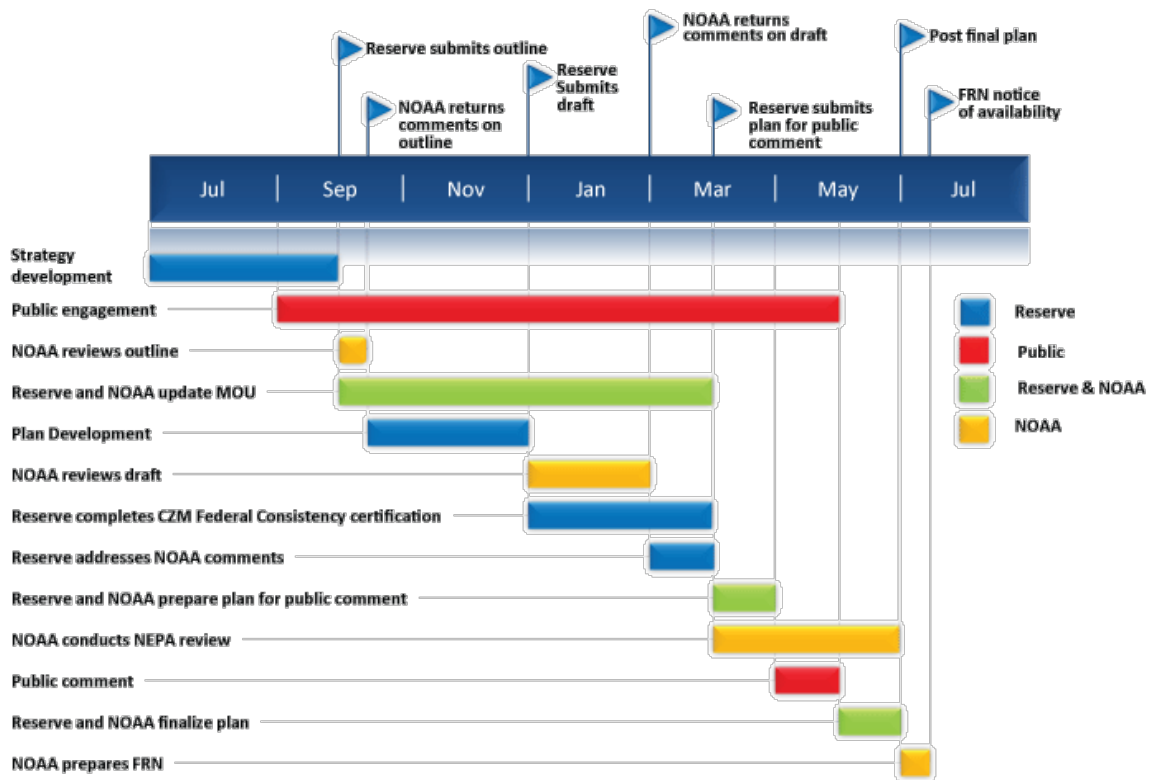 Reserve submits outline
NOAA returns
comments on
outline
Reserve
Submits
draft
NOAA returns
comments on draft
Reserve submits
plan for public
comment
Post final plan
FRN notice
of availability
Jul | Sep | Nov | Jan | Mar | May | Jul
Strategy
development
Public engagement
NOAA reviews outline
Reserve and NOAA update MOU
Plan Development
NOAA reviews draft
Reserve completes CZM Federal Consistency certification
Reserve addresses NOAA comments
Reserve and NOAA prepare plan for public comment
NOAA conducts NEPA review
Public comment
Reserve and NOAA finalize plan
NOAA prepares FRN
Reserve
Public
Reserve & NOAA
NOAA